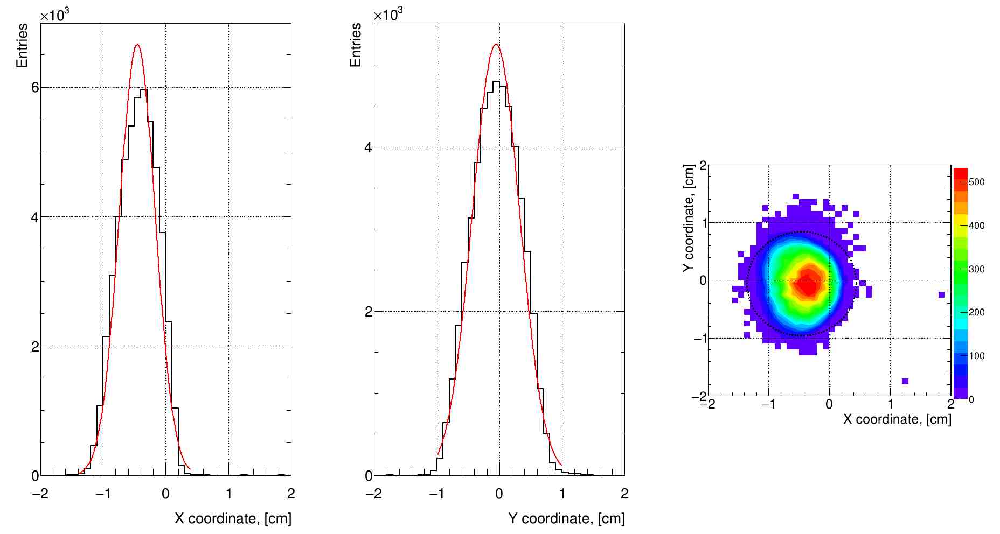 ×10³
Entries
6
4
2
0
−2 −1 0 1 2
X coordinate, [cm]
×10³
Entries
4
2
0
−2 −1 0 1 2
Y coordinate, [cm]
Y coordinate, [cm]
2
1
0
−1
−2
−2 −1 0 1 2
X coordinate, [cm]
500
400
300
200
100
0